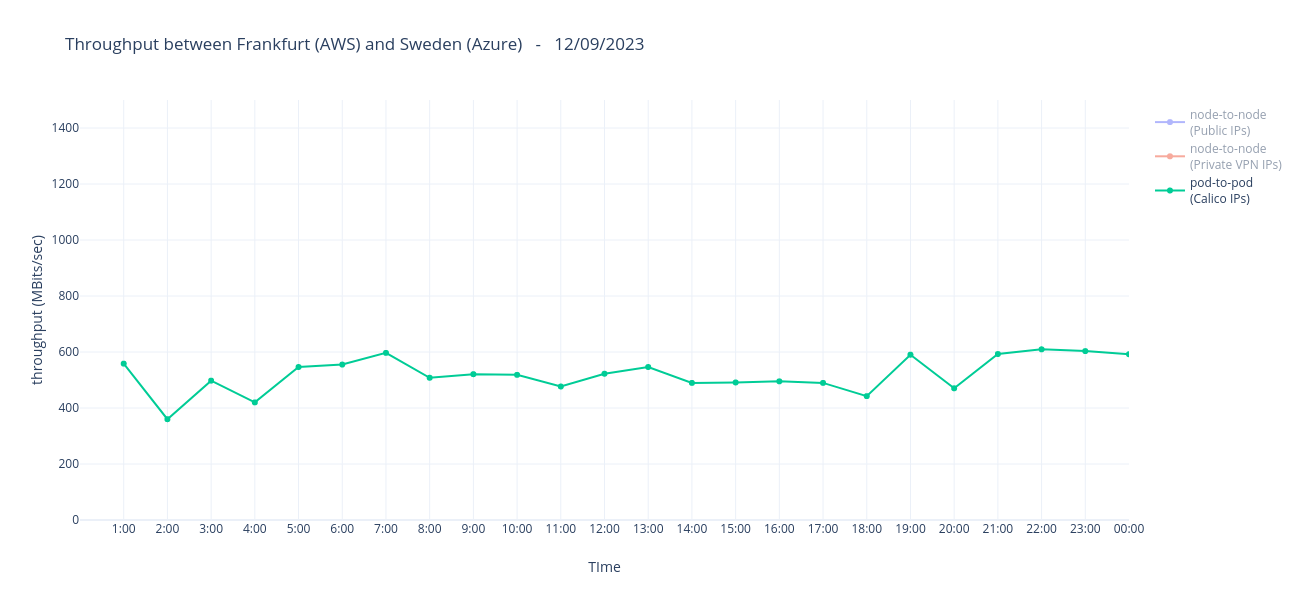 Throughput between Frankfurt (AWS) and Sweden (Azure)   -   12/09/2023
1400
1200
1000
800
600
400
200
0
throughput (MBits/sec)
1:00 2:00 3:00 4:00 5:00 6:00 7:00 8:00 9:00 10:00 11:00 12:00 13:00 14:00 15:00 16:00 17:00 18:00 19:00 20:00 21:00 22:00 23:00 00:00
TIme
node-to-node
(Public IPs)
node-to-node
(Private VPN IPs)
pod-to-pod
(Calico IPs)